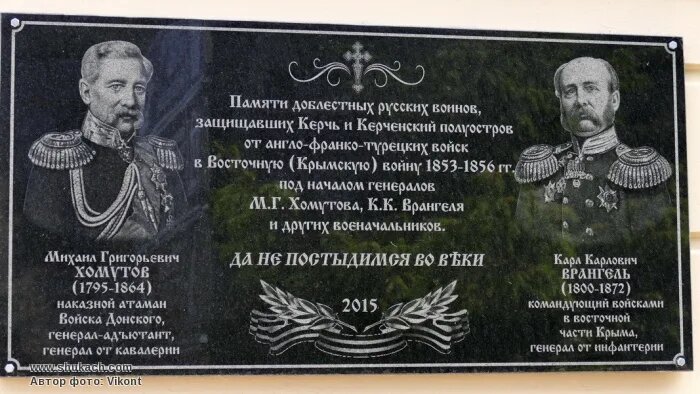 Памяти доблестных русских воинов,
защищавших Керчь и Керченский полуостров
от англо-франко-турецких войск
в Восточную (Крымскую) войну 1853-1856 гг.
под началом генералов
М.Г. Хомутова, К.К. Врангеля
и других военачальников.
ДА НЕ ПОСТЫДИМСЯ ВО ВѢКИ
2015
Михаил Григорьевич
ХОМУТОВ
(1795-1864)
наказной атаман
Войска Донского,
генерал-адъютант,
генерал от кавалерии
Карл Карлович
ВРАНГЕЛЬ
(1800-1872)
командующий войсками
в восточной
части Крыма,
генерал от инфантерии
www.shukach.com
Автор фото: Vikont